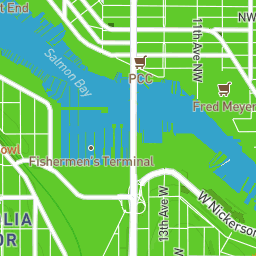 t End
NW
11th Ave NW
Salmon Bay
PCC
Fred Meyer
owl
Fishermen's Terminal
W Nickerson
13th Ave W
LIA
OR